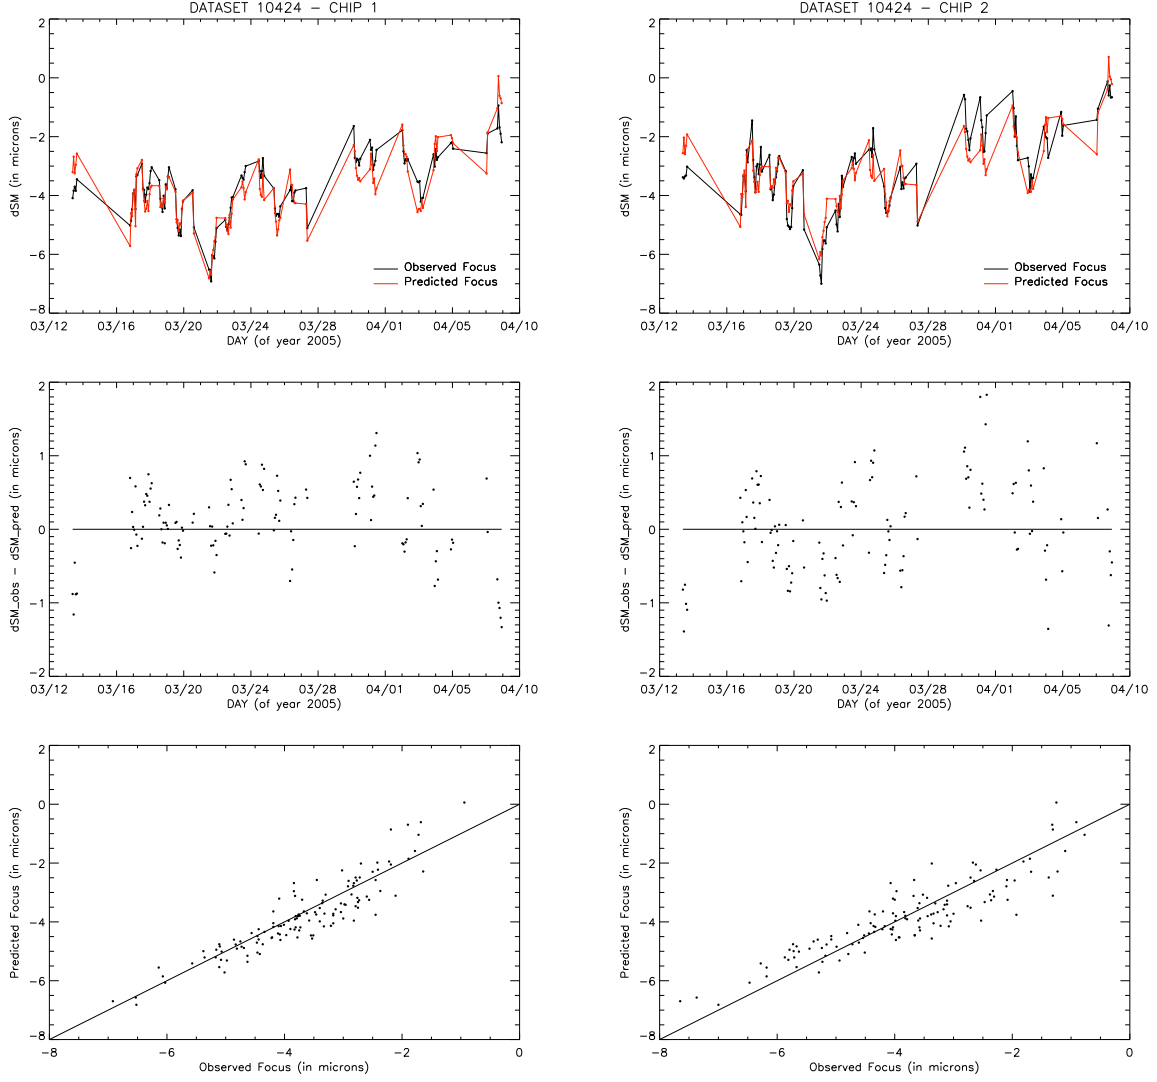 DATASET 10424 - CHIP 1
dSM (in microns)
2
0
-2
-4
-6
-8
Observed Focus
Predicted Focus
03/12 03/16 03/20 03/24 03/28 04/01 04/05 04/10
DAY (of year 2005)
DATASET 10424 - CHIP 2
dSM (in microns)
2
0
-2
-4
-6
-8
Observed Focus
Predicted Focus
03/12 03/16 03/20 03/24 03/28 04/01 04/05 04/10
DAY (of year 2005)
dSM_obs - dSM_pred (in microns)
2
1
0
-1
-2
03/12 03/16 03/20 03/24 03/28 04/01 04/05 04/10
DAY (of year 2005)
dSM_obs - dSM_pred (in microns)
2
1
0
-1
-2
03/12 03/16 03/20 03/24 03/28 04/01 04/05 04/10
DAY (of year 2005)
Predicted Focus (in microns)
2
0
-2
-4
-6
-8
-8 -6 -4 -2 0
Observed Focus (in microns)
Predicted Focus (in microns)
2
0
-2
-4
-6
-8
-8 -6 -4 -2 0
Observed Focus (in microns)